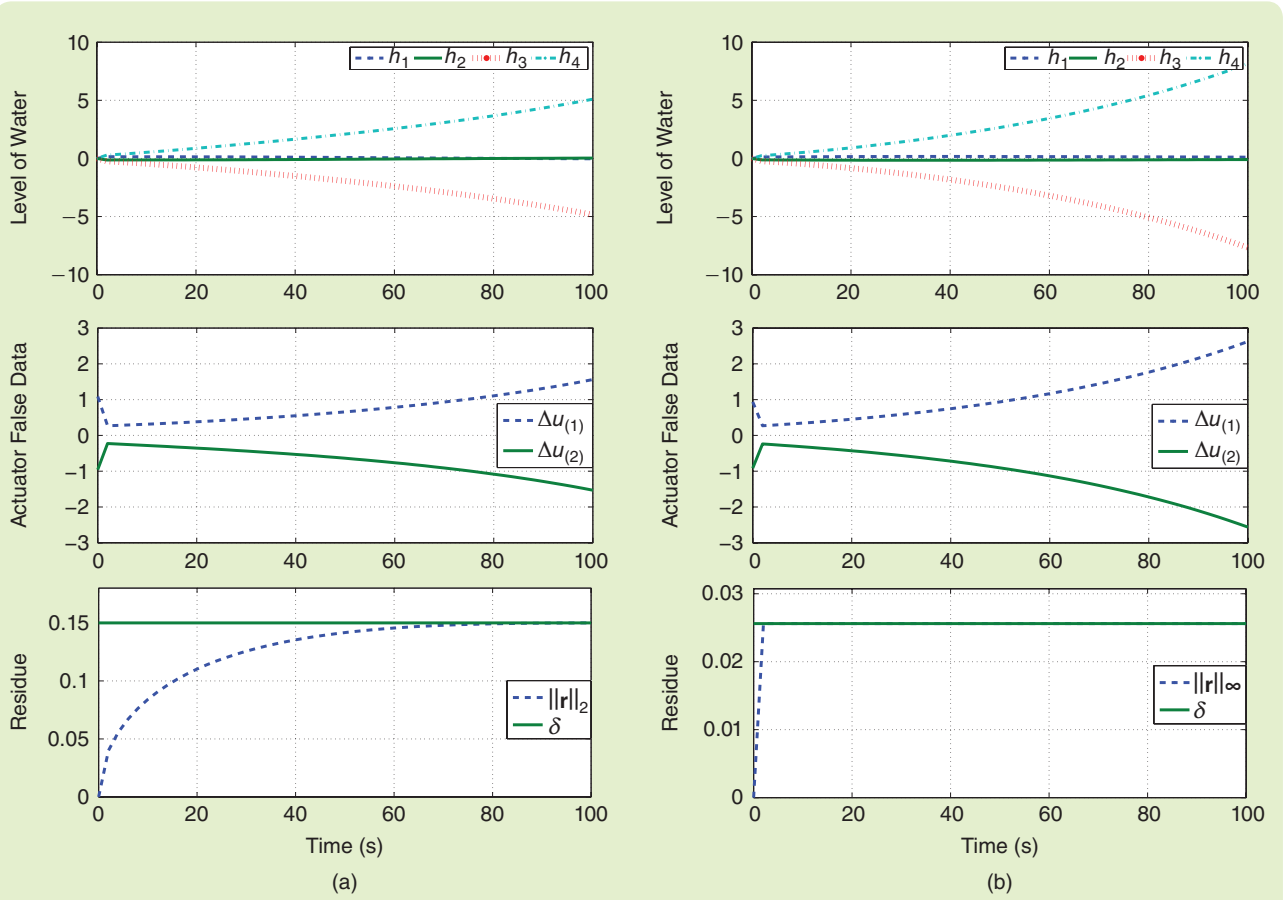 10
5
0
−5
−10
Level of Water
h1 h2 h3 h4
0 20 40 60 80 100
3
2
1
0
−1
−2
−3
Actuator False Data
Δu(1)
Δu(2)
0 20 40 60 80 100
0.15
0.1
0.05
0
Residue
||r||2
δ
0 20 40 60 80 100
Time (s)
(a)
10
5
0
−5
−10
Level of Water
h1 h2 h3 h4
0 20 40 60 80 100
3
2
1
0
−1
−2
−3
Actuator False Data
Δu(1)
Δu(2)
0 20 40 60 80 100
0.03
0.02
0.01
0
Residue
||r||∞
δ
0 20 40 60 80 100
Time (s)
(b)